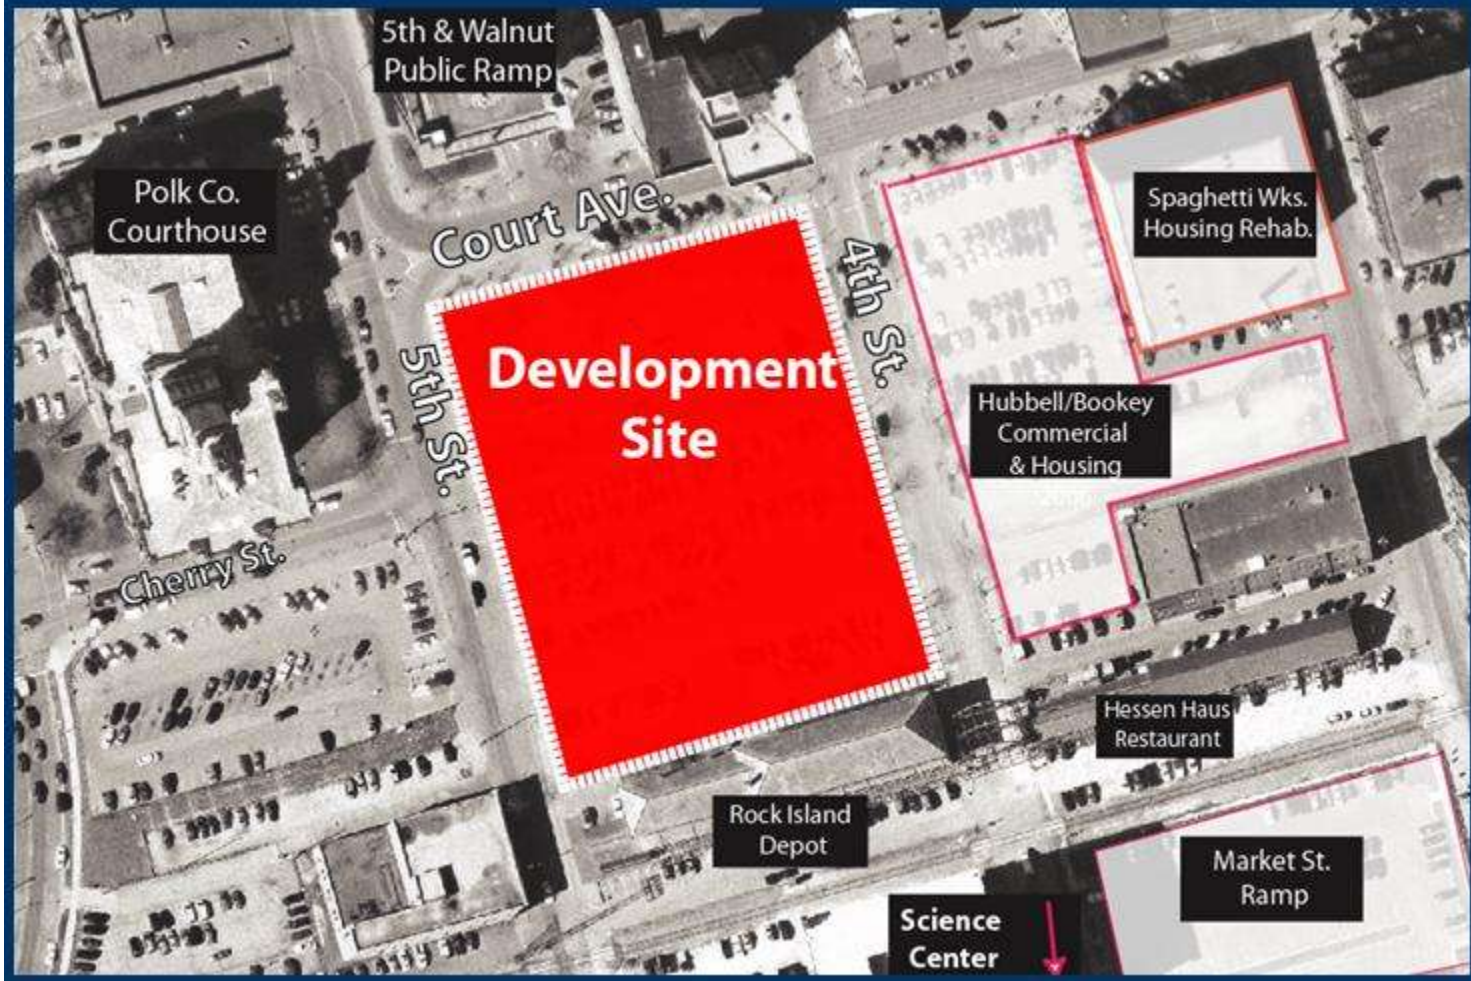 5th & Walnut
Public Ramp
Polk Co.
Courthouse
Court Ave.
Spaghetti Wks.
Housing Rehab.
4th St.
5th St.
Development
Site
Hubbell/Bookey
Commercial
& Housing
Cherry St.
Hessen Haus
Restaurant
Rock Island
Depot
Market St.
Ramp
Science
Center